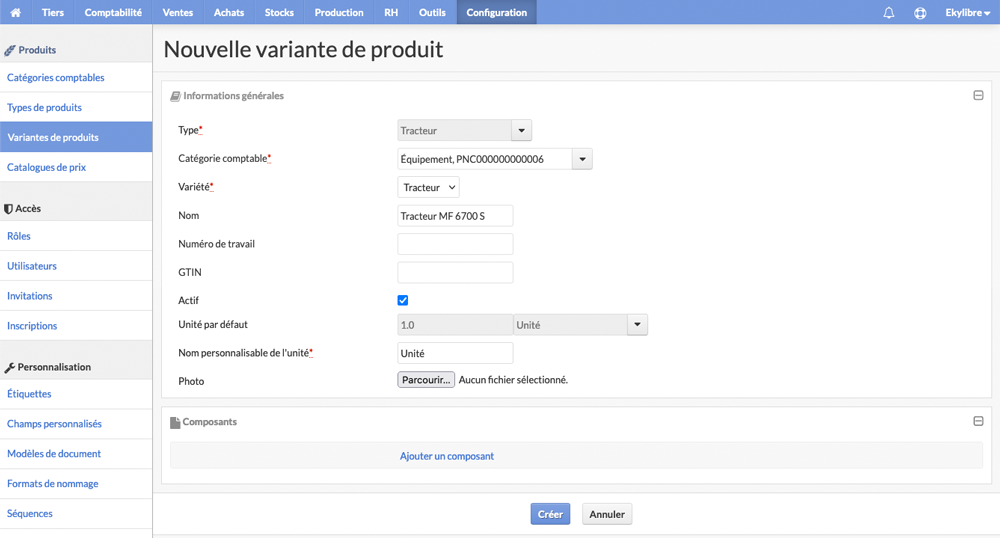 Tiers Comptabilité Ventes Achats Stocks Production RH Outils Configuration Ekylibre
Produits
Catégories comptables
Types de produits
Variantes de produits
Catalogues de prix
Accès
Rôles
Utilisateurs
Invitations
Inscriptions
Personnalisation
Étiquettes
Champs personnalisés
Modèles de document
Formats de nommage
Séquences
Nouvelle variante de produit
Informations générales
Type* Tracteur
Catégorie comptable* Équipement, PNC000000000006
Variété* Tracteur
Nom Tracteur MF 6700 S
Numéro de travail
GTIN
Actif
Unité par défaut 1.0 Unité
Nom personnalisable de l'unité* Unité
Photo Parcourir... Aucun fichier sélectionné.
Composants
Ajouter un composant
Créer Annuler